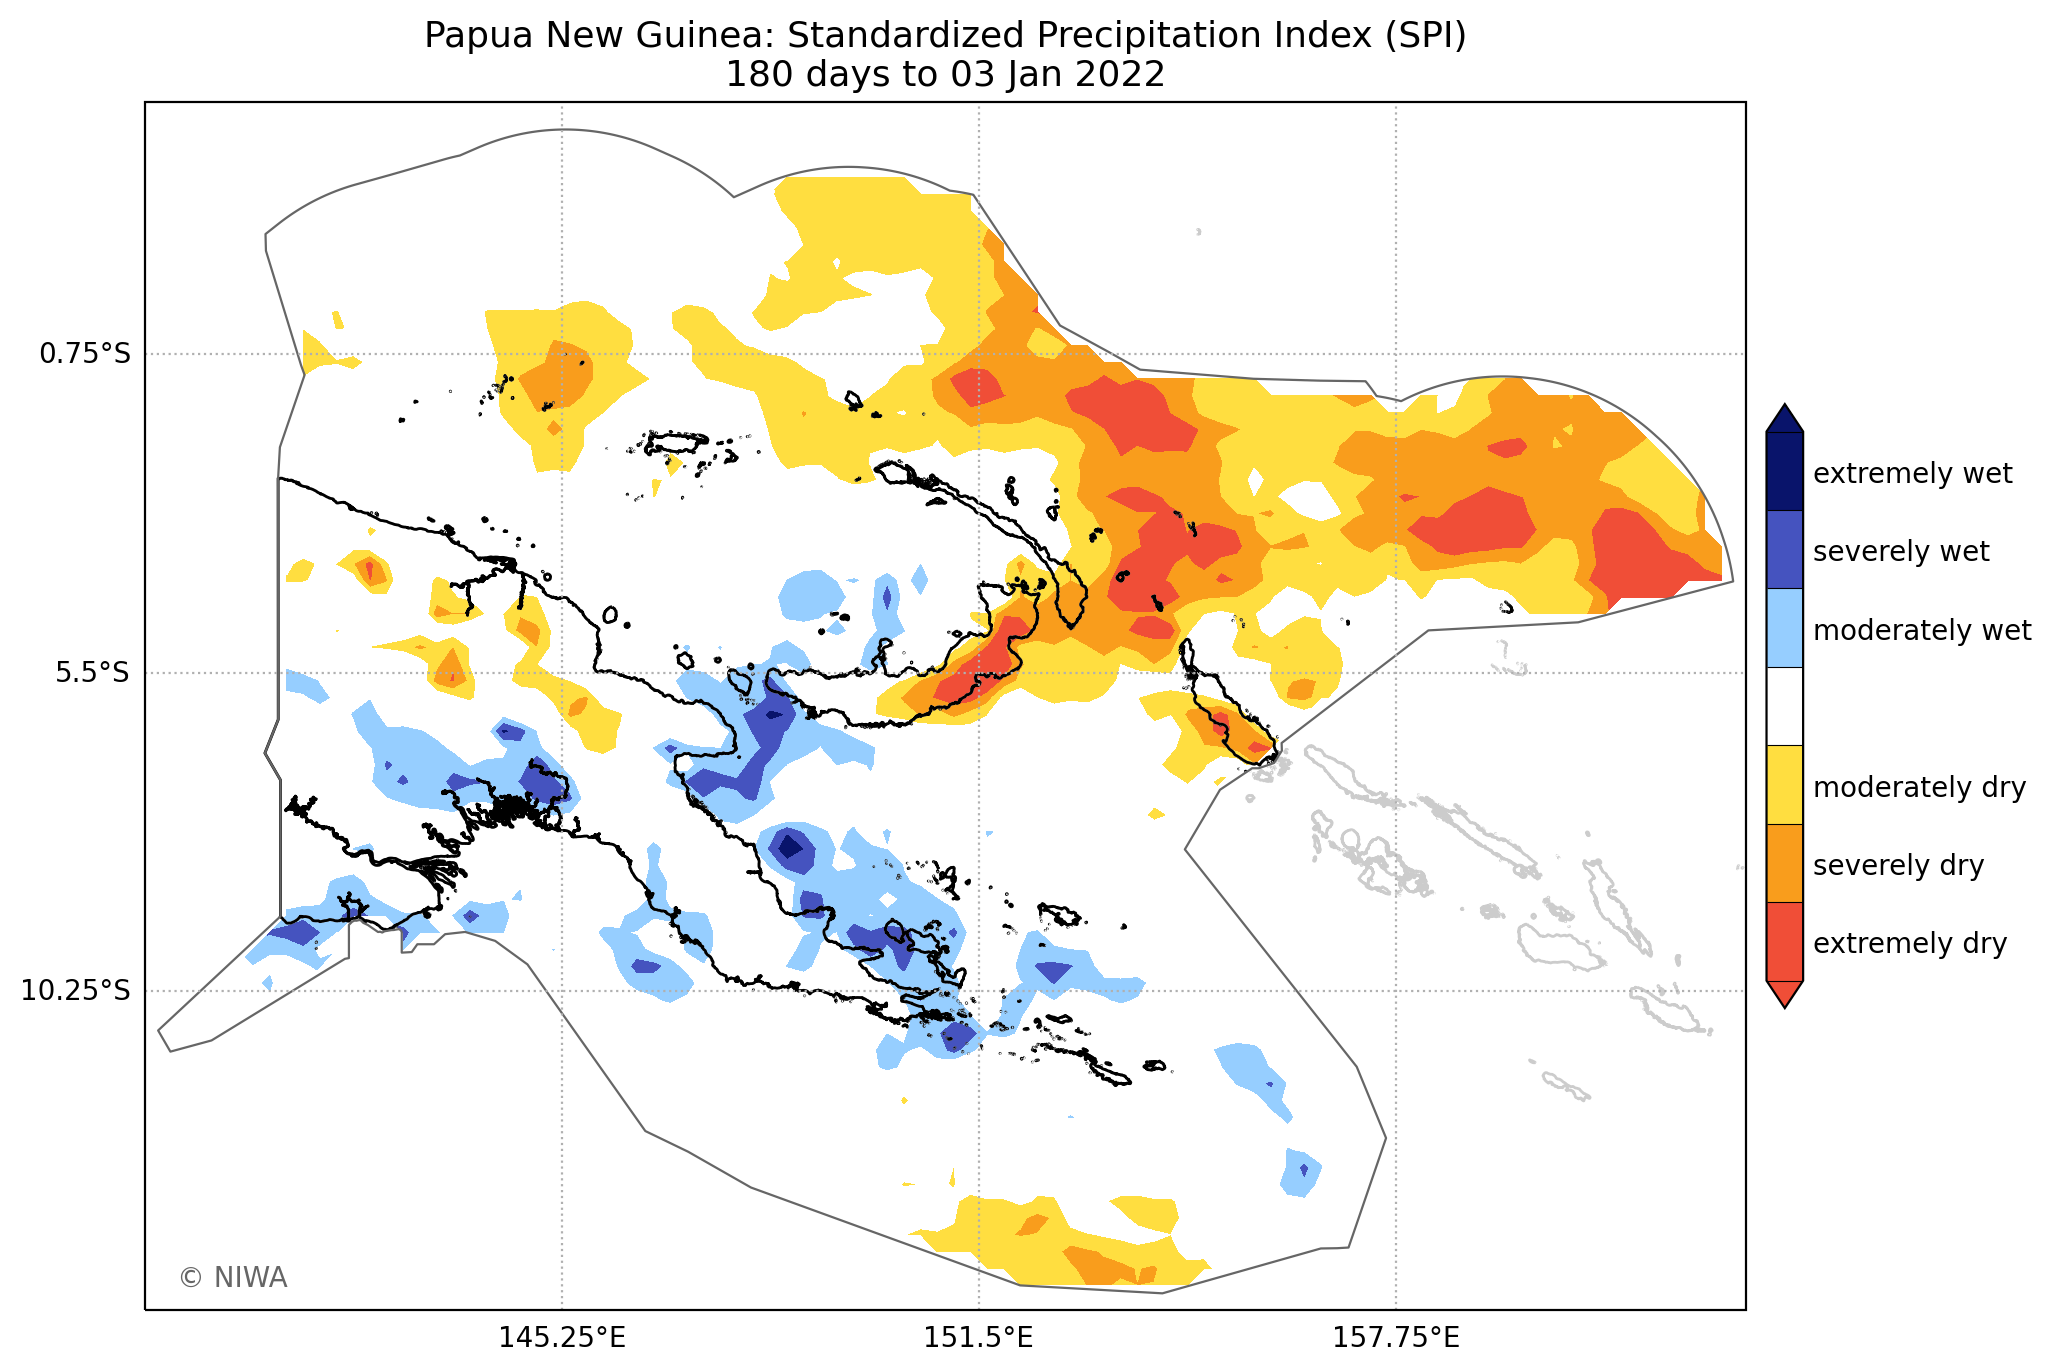 Papua New Guinea: Standardized Precipitation Index (SPI)
180 days to 03 Jan 2022
0.75°S
5.5°S
10.25°S
145.25°E
151.5°E
157.75°E
extremely wet
severely wet
moderately wet
moderately dry
severely dry
extremely dry
© NIWA